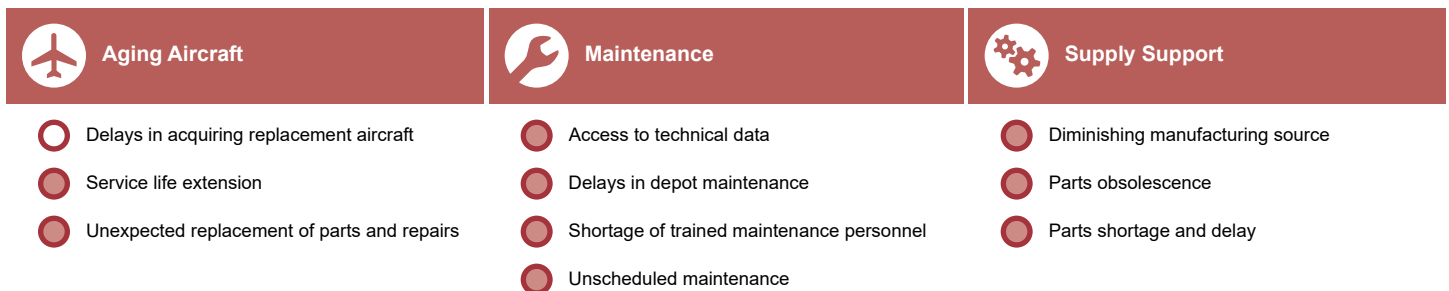 Aging Aircraft
Delays in acquiring replacement aircraft
Service life extension
Unexpected replacement of parts and repairs
Maintenance
Access to technical data
Delays in depot maintenance
Shortage of trained maintenance personnel
Unscheduled maintenance
Supply Support
Diminishing manufacturing source
Parts obsolescence
Parts shortage and delay